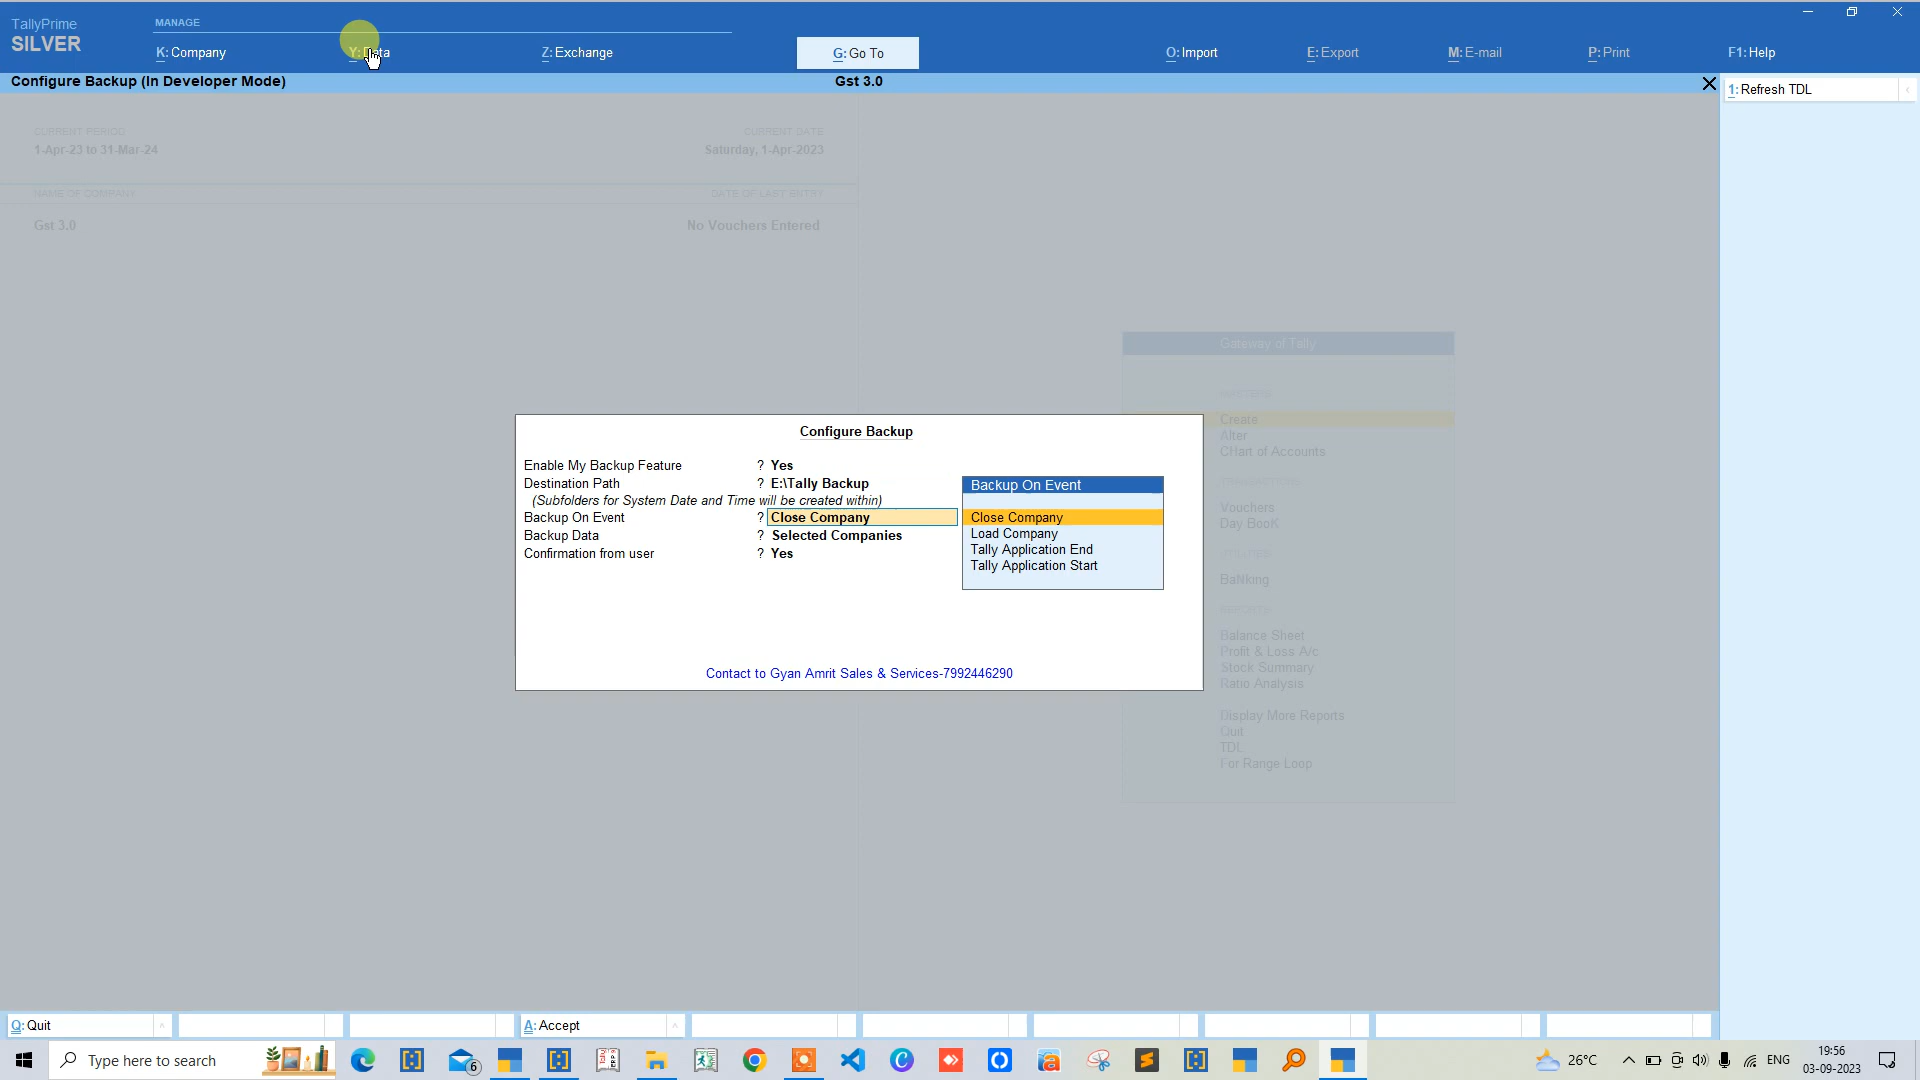 TallyPrime
SILVER
MANAGE
K: Company
Y: Data
Z: Exchange
G: Go To
O: Import
E: Export
M: E-mail
P: Print
F1: Help
Configure Backup (In Developer Mode)
Gst 3.0
1: Refresh TDL
CURRENT PERIOD
CURRENT DATE
1-Apr-23 to 31-Mar-24
Saturday, 1-Apr-2023
NAME OF COMPANY
DATE OF LAST ENTRY
Gst 3.0
No Vouchers Entered
Gateway of Tally
MASTERS
Create
Alter
CHart of Accounts
TRANSACTIONS
Vouchers
Day BooK
UTILITIES
BaNking
REPORTS
Balance Sheet
Profit & Loss A/c
Stock Summary
Ratio Analysis
Display More Reports
Quit
TDL
For Range Loop
Configure Backup
Enable My Backup Feature ? Yes
Destination Path ? E:\Tally Backup
(Subfolders for System Date and Time will be created within)
Backup On Event ? Close Company
Backup Data ? Selected Companies
Confirmation from user ? Yes
Backup On Event
Close Company
Load Company
Tally Application End
Tally Application Start
Contact to Gyan Amrit Sales & Services-7992446290
Q: Quit
A: Accept
Type here to search
6
26°C
ENG
19:56
03-09-2023